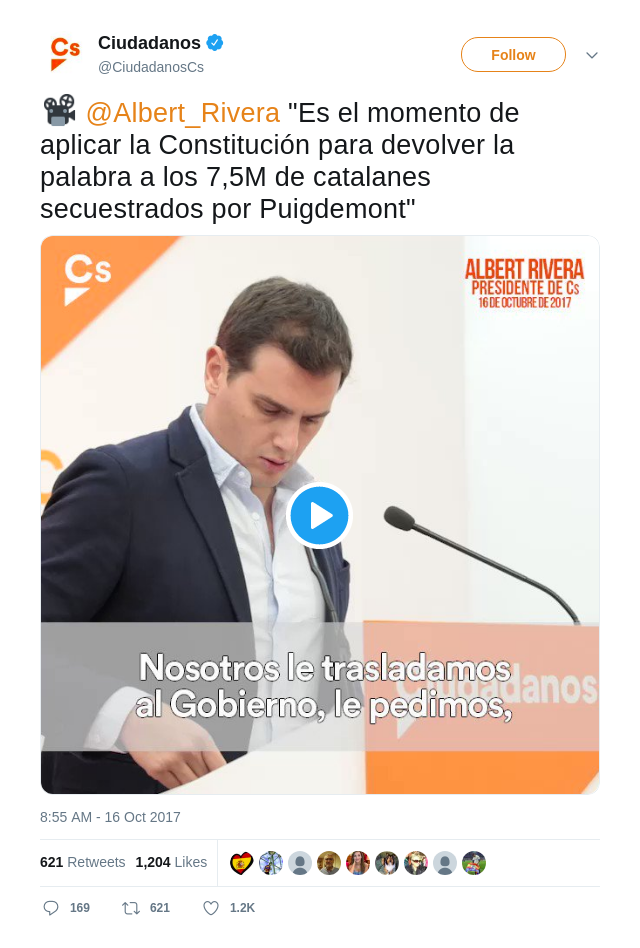 Cs
Ciudadanos
@CiudadanosCs
Follow
@Albert_Rivera "Es el momento de
aplicar la Constitución para devolver la
palabra a los 7,5M de catalanes
secuestrados por Puigdemont"
Cs
ALBERT RIVERA
PRESIDENTE DE Cs
16 DE OCTUBRE DE 2017
Nosotros le trasladamos
al Gobierno, le pedimos,
Ciudadanos
8:55 AM - 16 Oct 2017
621 Retweets 1,204 Likes
169 621 1.2K